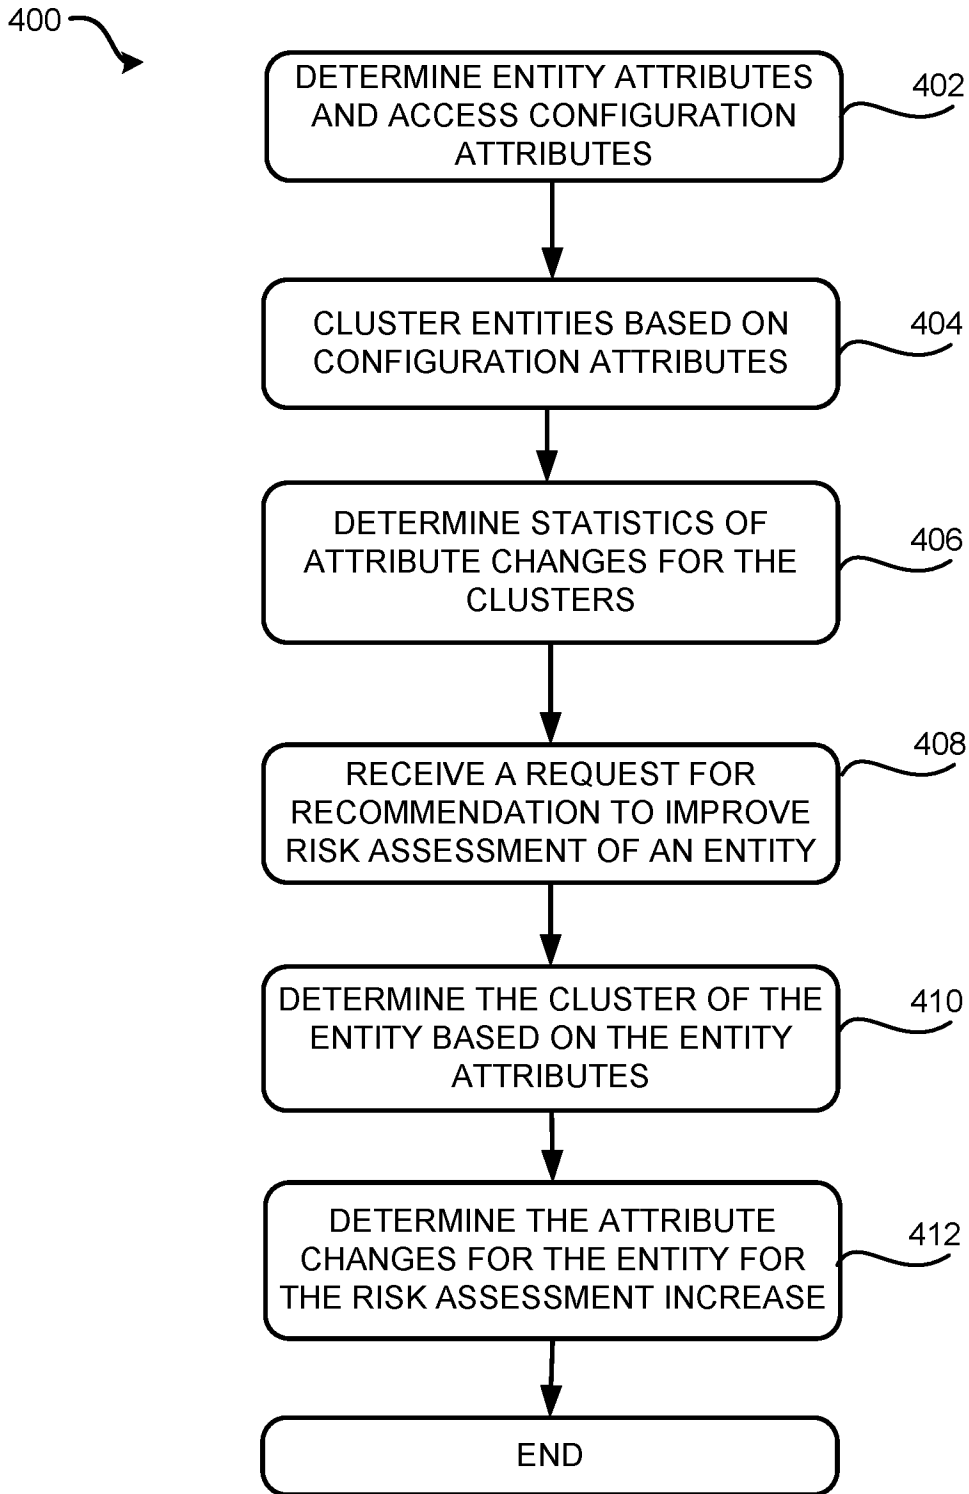 400
DETERMINE ENTITY ATTRIBUTES
AND ACCESS CONFIGURATION
ATTRIBUTES
402
CLUSTER ENTITIES BASED ON
CONFIGURATION ATTRIBUTES
404
DETERMINE STATISTICS OF
ATTRIBUTE CHANGES FOR THE
CLUSTERS
406
RECEIVE A REQUEST FOR
RECOMMENDATION TO IMPROVE
RISK ASSESSMENT OF AN ENTITY
408
DETERMINE THE CLUSTER OF THE
ENTITY BASED ON THE ENTITY
ATTRIBUTES
410
DETERMINE THE ATTRIBUTE
CHANGES FOR THE ENTITY FOR
THE RISK ASSESSMENT INCREASE
412
END